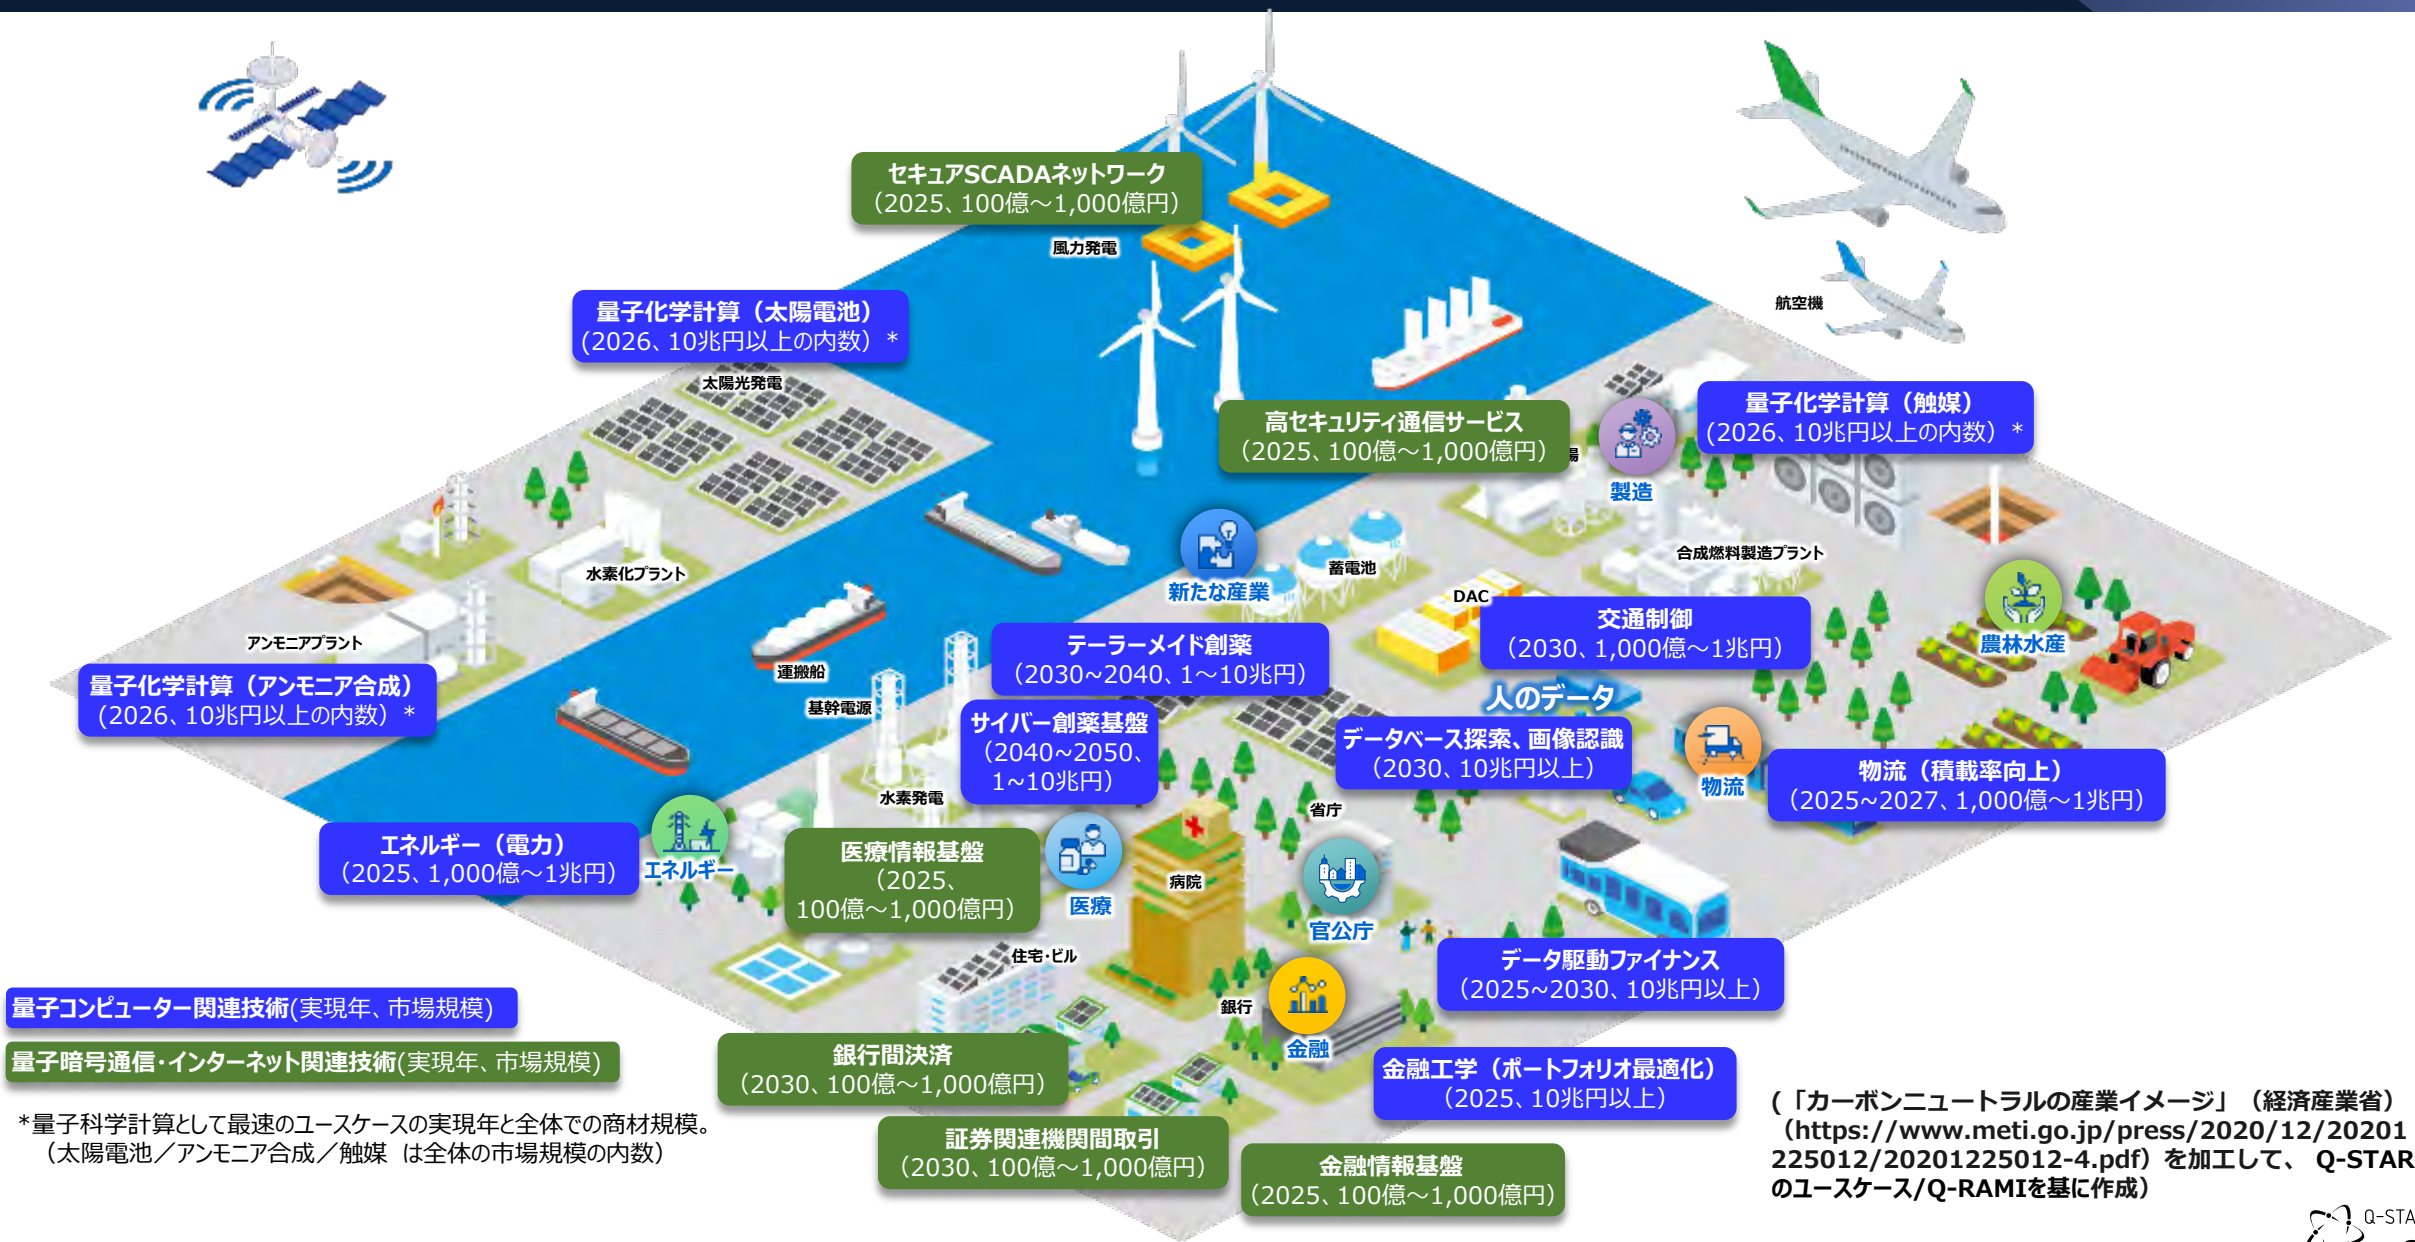 セキュアSCADAネットワーク
（2025、100億～1,000億円）
風力発電
量子化学計算（太陽電池）
(2026、10兆円以上の内数）*
太陽光発電
航空機
高セキュリティ通信サービス
（2025、100億～1,000億円）
場
製造
量子化学計算（触媒）
(2026、10兆円以上の内数）*
水素化プラント
新たな産業
蓄電池
合成燃料製造プラント
DAC
アンモニアプラント
運搬船
基幹電源
テーラーメイド創薬
（2030~2040、1～10兆円）
交通制御
（2030、1,000億～1兆円）
農林水産
量子化学計算（アンモニア合成）
(2026、10兆円以上の内数）*
サイバー創薬基盤
（2040~2050、
1~10兆円）
人のデータ
データベース探索、画像認識
（2030、10兆円以上）
物流
物流（積載率向上）
（2025~2027、1,000億～1兆円）
水素発電
省庁
エネルギー（電力）
（2025、1,000億～1兆円）
エネルギー
医療情報基盤
（2025、
100億～1,000億円）
医療
病院
官公庁
住宅・ビル
データ駆動ファイナンス
（2025~2030、10兆円以上）
銀行
金融
量子コンピューター関連技術(実現年、市場規模)
量子暗号通信・インターネット関連技術(実現年、市場規模)
銀行間決済
（2030、100億～1,000億円）
金融工学（ポートフォリオ最適化）
（2025、10兆円以上）
証券関連機関間取引
（2030、100億～1,000億円）
金融情報基盤
（2025、100億～1,000億円）
*量子科学計算として最速のユースケースの実現年と全体での商材規模。
（太陽電池／アンモニア合成／触媒 は全体の市場規模の内数）
(「カーボンニュートラルの産業イメージ」（経済産業省）
（https://www.meti.go.jp/press/2020/12/20201
225012/20201225012-4.pdf）を加工して、 Q-STAR
のユースケース/Q-RAMIを基に作成）
Q-STA